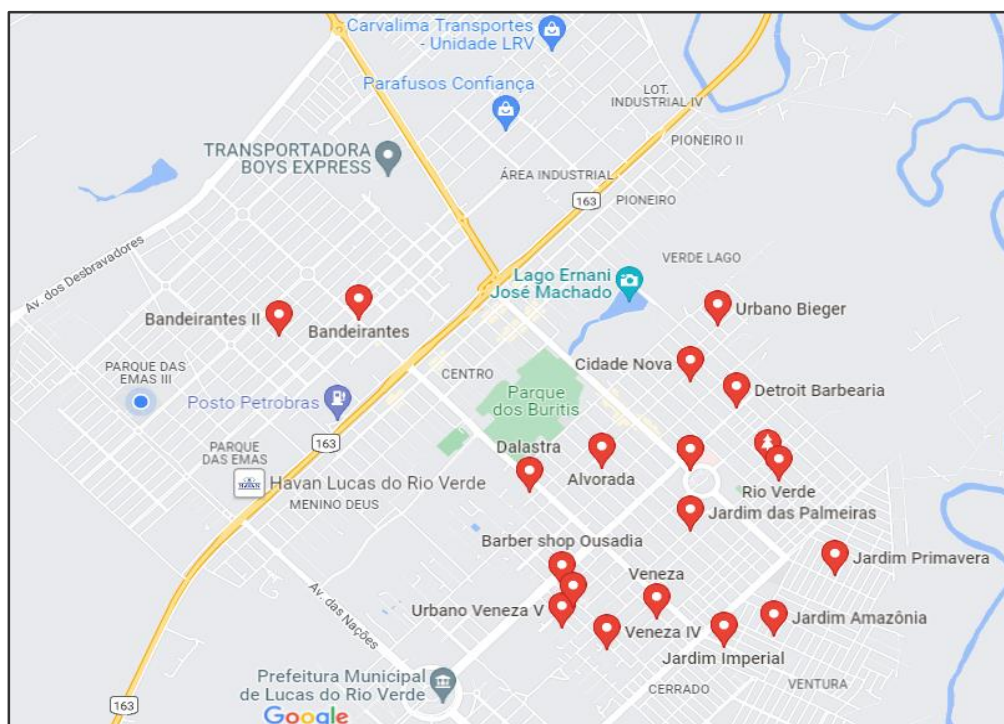 Carvalima Transportes
- Unidade LRV
Parafusos Confiança
LOT.
INDUSTRIAL IV
PIONEIRO II
TRANSPORTADORA
BOYS EXPRESS
ÁREA INDUSTRIAL
163
PIONEIRO
Av. dos Desbravadores
VERDE LAGO
Lago Ernani
José Machado
Urbano Bieger
Bandeirantes II
Bandeirantes
PARQUE DAS
EMAS III
CENTRO
Cidade Nova
Detroit Barbearia
Parque
dos Buritis
Posto Petrobras
163
PARQUE
DAS EMAS
Dalastra
HAVAN
Havan Lucas do Rio Verde
Alvorada
Rio Verde
MENINO DEUS
Jardim das Palmeiras
Barber shop Ousadia
Jardim Primavera
Veneza
Av. das Nações
Urbano Veneza V
Veneza IV
Jardim Amazônia
Jardim Imperial
Prefeitura Municipal
de Lucas do Rio Verde
CERRADO
VENTURA
163
Google